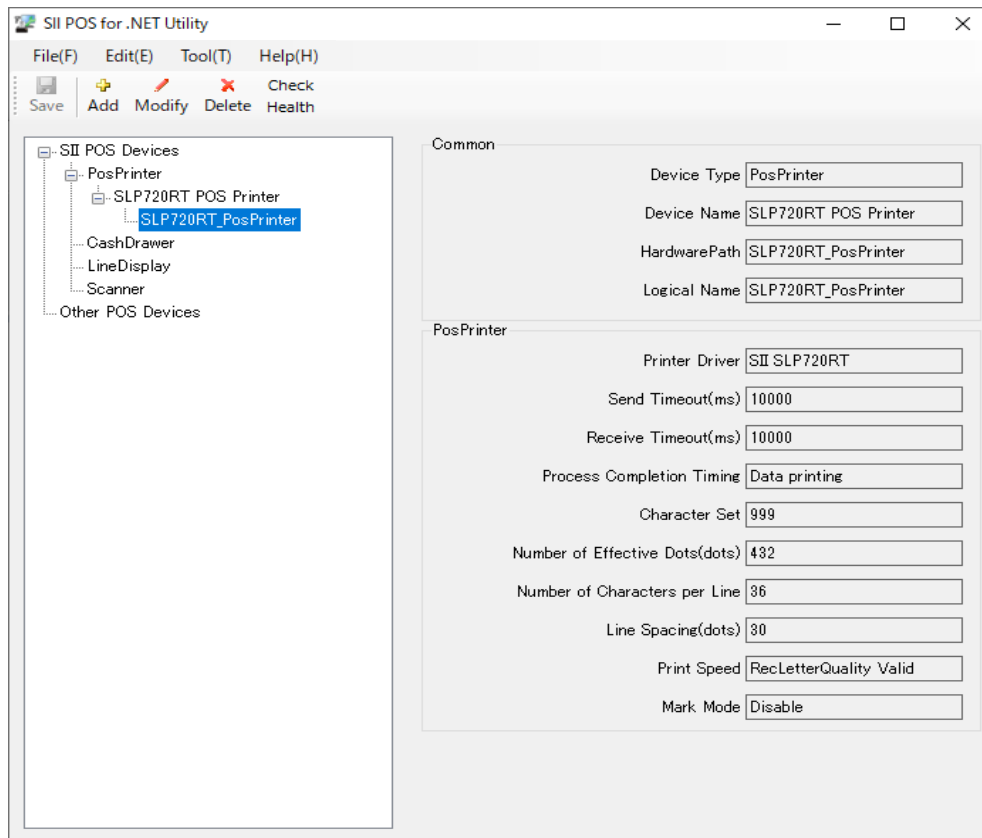 SII POS for .NET Utility
File(F) Edit(E) Tool(T) Help(H)
Save Add Modify Delete Check Health
SII POS Devices
PosPrinter
SLP720RT POS Printer
SLP720RT_PosPrinter
CashDrawer
LineDisplay
Scanner
Other POS Devices
Common
Device Type PosPrinter
Device Name SLP720RT POS Printer
HardwarePath SLP720RT_PosPrinter
Logical Name SLP720RT_PosPrinter
PosPrinter
Printer Driver SII SLP720RT
Send Timeout(ms) 10000
Receive Timeout(ms) 10000
Process Completion Timing Data printing
Character Set 999
Number of Effective Dots(dots) 432
Number of Characters per Line 36
Line Spacing(dots) 30
Print Speed RecLetterQuality Valid
Mark Mode Disable